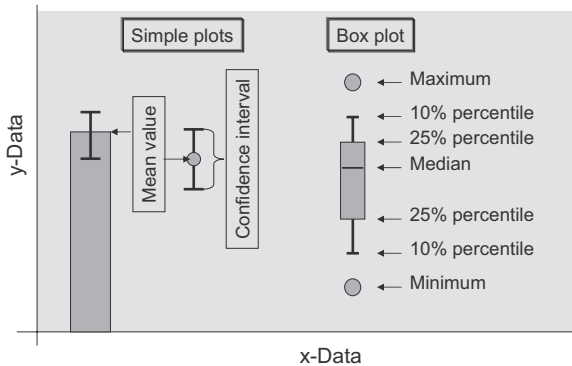 Simple plots
Box plot
y-Data
Mean value
Confidence interval
Maximum
10% percentile
25% percentile
Median
25% percentile
10% percentile
Minimum
x-Data